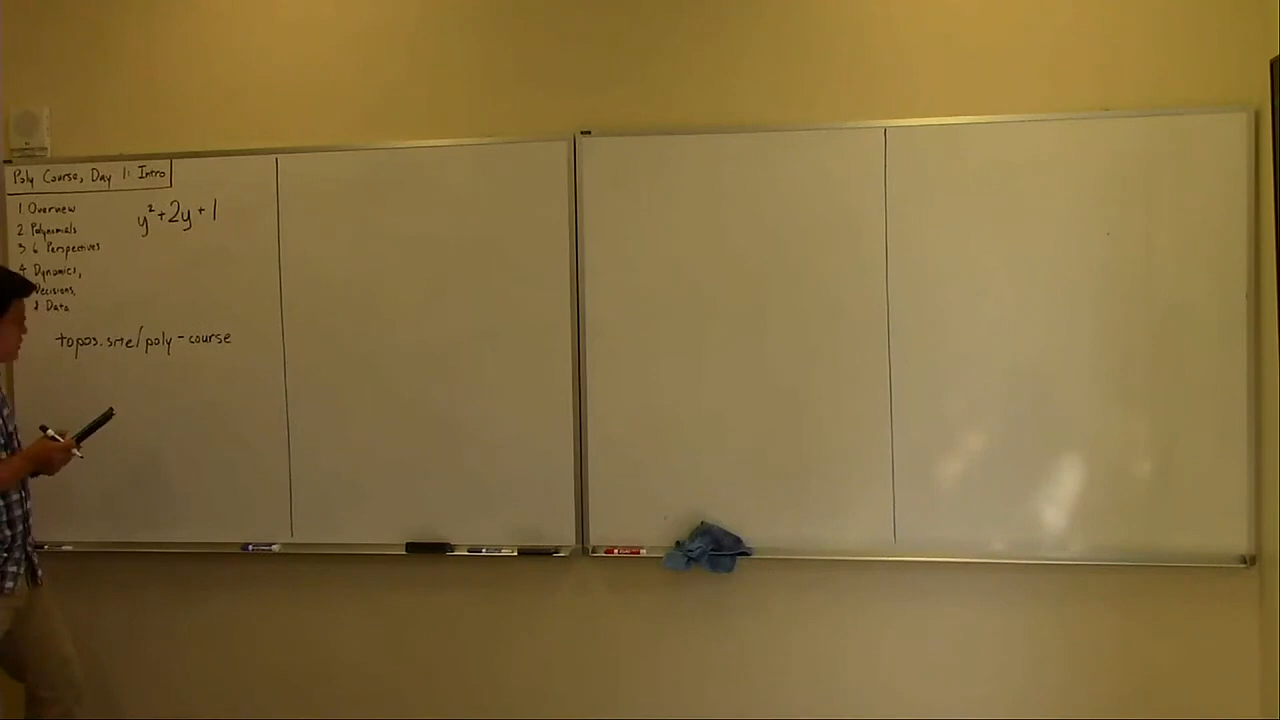 Poly Course, Day 1: Intro
1. Overview
2. Polynomials
3. 6 Perspectives
4. Dynamics,
Decisions,
& Data
y² + 2y + 1
topos.site/poly-course